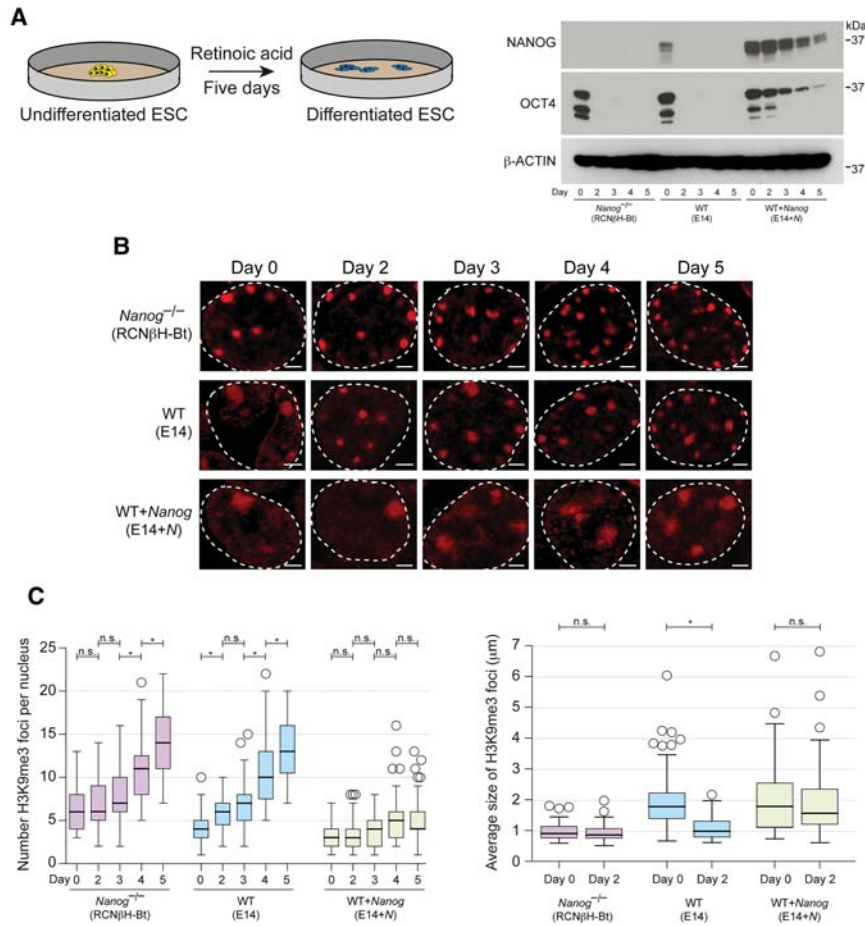 A
Retinoic acid
Five days
Undifferentiated ESC
Differentiated ESC
kDa
NANOG
-37
OCT4
-37
β-ACTIN
-37
Day
0 2 3 4 5 0 2 3 4 5 0 2 3 4 5
Nanog−/− WT WT+Nanog
(RCNβH-Bt) (E14) (E14+N)
B
Day 0 Day 2 Day 3 Day 4 Day 5
Nanog−/−
(RCNβH-Bt)
WT
(E14)
WT+Nanog
(E14+N)
C
Number H3K9me3 foci per nucleus
25
20
15
10
5
0
n.s. n.s. * * * n.s. * * n.s. n.s. n.s. n.s.
Day 0 2 3 4 5 0 2 3 4 5 0 2 3 4 5
Nanog−/− WT WT+Nanog
(RCNβH-Bt) (E14) (E14+N)
Average size of H3K9me3 foci (μm)
7
6
5
4
3
2
1
0
n.s. * n.s.
Day 0 Day 2 Day 0 Day 2 Day 0 Day 2
Nanog−/− WT WT+Nanog
(RCNβH-Bt) (E14) (E14+N)